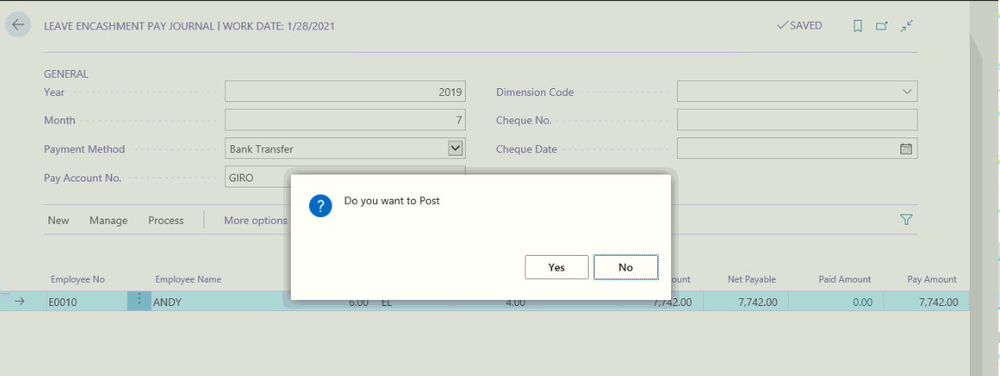 LEAVE ENCASHMENT PAY JOURNAL | WORK DATE: 1/28/2021
SAVED
GENERAL
Year 2019
Dimension Code
Month 7
Cheque No.
Payment Method Bank Transfer
Cheque Date
Pay Account No. GIRO
Do you want to Post
New Manage Process More options
Yes No
Employee No Employee Name Net Payable Paid Amount Pay Amount
E0010 ANDY 6.00 EL 4.00 7,742.00 7,742.00 0.00 7,742.00